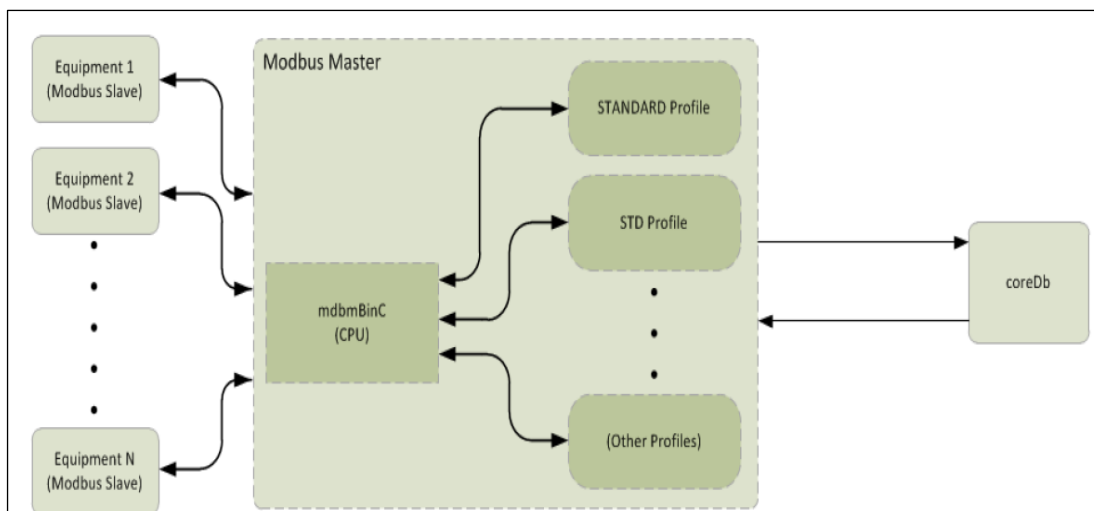 Equipment 1
(Modbus Slave)
Equipment 2
(Modbus Slave)
Equipment N
(Modbus Slave)
Modbus Master
mdbmBinC
(CPU)
STANDARD Profile
STD Profile
(Other Profiles)
coreDb